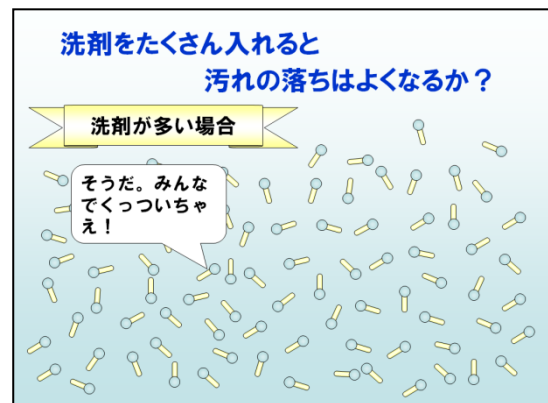 洗剤をたくさん入れると
汚れの落ちはよくなるか？
洗剤が多い場合
そうだ。みんな
でくっついちゃ
え！